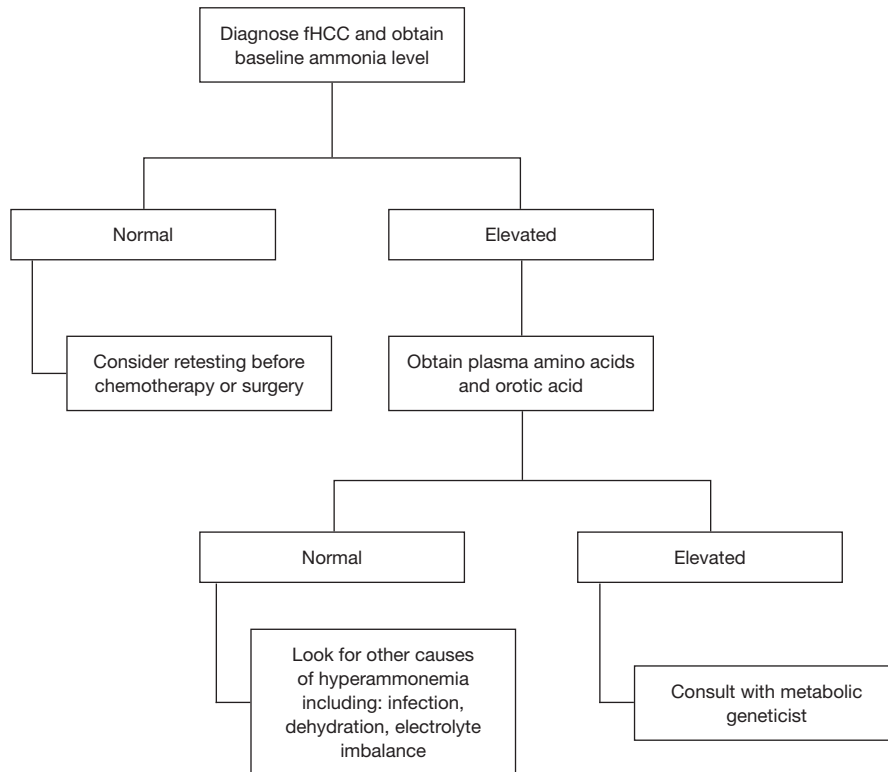 Diagnose fHCC and obtain
baseline ammonia level
Normal
Elevated
Consider retesting before
chemotherapy or surgery
Obtain plasma amino acids
and orotic acid
Normal
Elevated
Look for other causes
of hyperammonemia
including: infection,
dehydration, electrolyte
imbalance
Consult with metabolic
geneticist